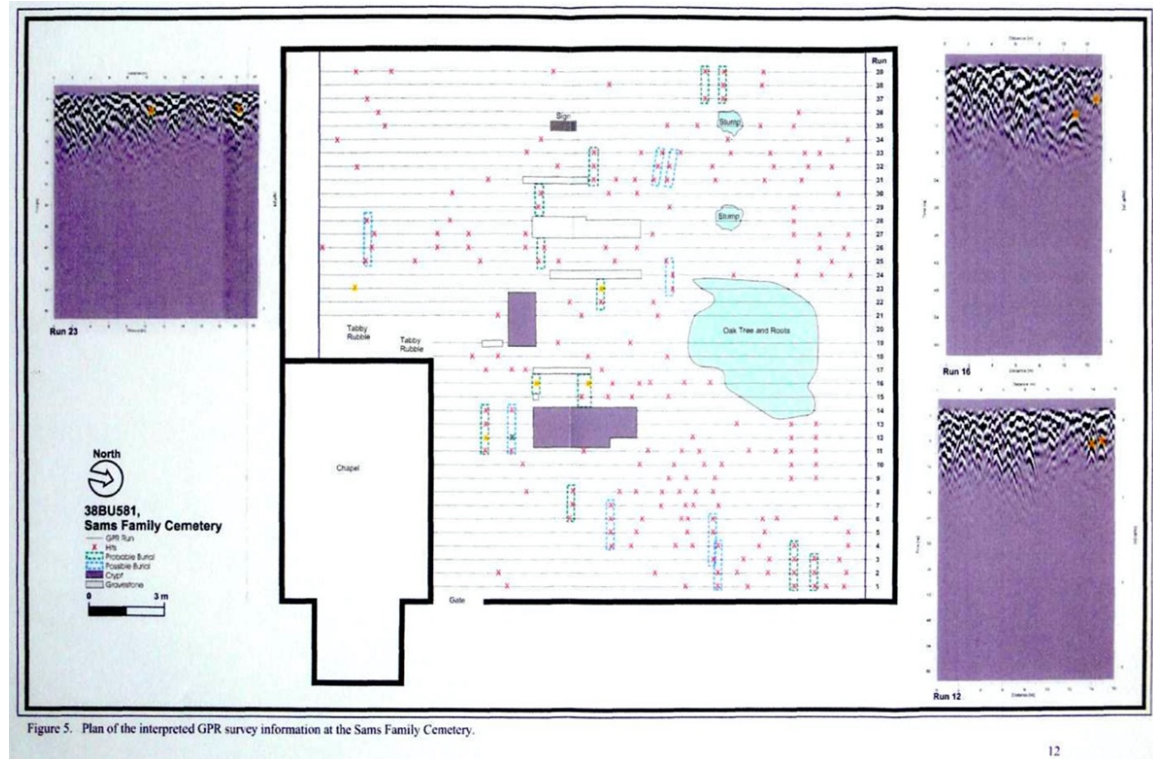 Run
39
38
37
36
35
34
33
32
31
30
29
28
27
26
25
24
23
22
21
20
19
18
17
16
15
14
13
12
11
10
9
8
7
6
5
4
3
2
1
Sign
Stump
Stump
Oak Tree and Roots
Tabby
Rubble
Tabby
Rubble
Chapel
Gate
Run 23
Run 16
Run 12
North
38BU581,
Sams Family Cemetery
GPR Run
X Hits
Probable Burial
Possible Burial
Crypt
Gravestone
0 3 m
Figure 5. Plan of the interpreted GPR survey information at the Sams Family Cemetery.
12